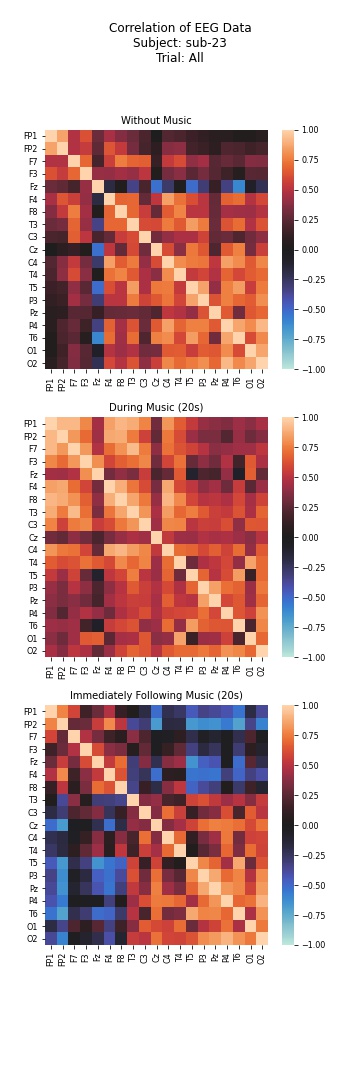 Correlation of EEG Data
Subject: sub-23
Trial: All
Without Music
FP1
FP2
F7
F3
Fz
F4
F8
T3
C3
Cz
C4
T4
T5
P3
Pz
P4
T6
O1
O2
FP1 FP2 F7 F3 Fz F4 F8 T3 C3 Cz C4 T4 T5 P3 Pz P4 T6 O1 O2
1.00
0.75
0.50
0.25
0.00
−0.25
−0.50
−0.75
−1.00
During Music (20s)
FP1
FP2
F7
F3
Fz
F4
F8
T3
C3
Cz
C4
T4
T5
P3
Pz
P4
T6
O1
O2
FP1 FP2 F7 F3 Fz F4 F8 T3 C3 Cz C4 T4 T5 P3 Pz P4 T6 O1 O2
1.00
0.75
0.50
0.25
0.00
−0.25
−0.50
−0.75
−1.00
Immediately Following Music (20s)
FP1
FP2
F7
F3
Fz
F4
F8
T3
C3
Cz
C4
T4
T5
P3
Pz
P4
T6
O1
O2
FP1 FP2 F7 F3 Fz F4 F8 T3 C3 Cz C4 T4 T5 P3 Pz P4 T6 O1 O2
1.00
0.75
0.50
0.25
0.00
−0.25
−0.50
−0.75
−1.00